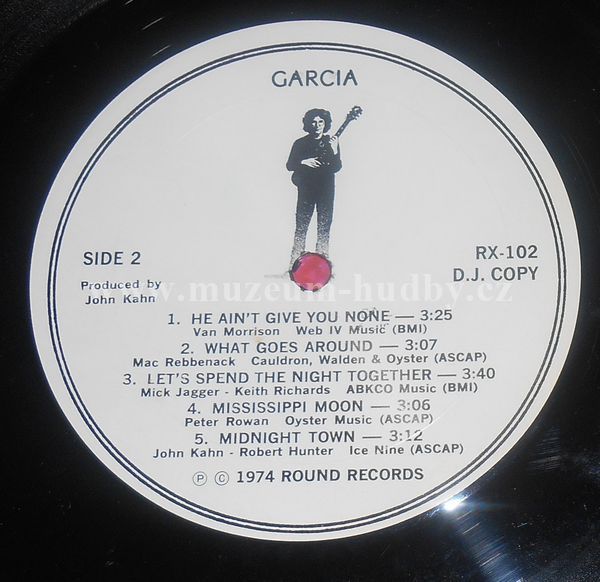 GARCIA
SIDE 2
RX-102
Produced by
John Kahn
D.J. COPY
www.muzeum-hudby.cz
1. HE AIN'T GIVE YOU NONE — 3:25
Van Morrison Web IV Music (BMI)
2. WHAT GOES AROUND — 3:07
Mac Rebbenack Cauldron, Walden & Oyster (ASCAP)
3. LET'S SPEND THE NIGHT TOGETHER — 3:40
Mick Jagger - Keith Richards ABKCO Music (BMI)
4. MISSISSIPPI MOON — 3:06
Peter Rowan Oyster Music (ASCAP)
5. MIDNIGHT TOWN — 3:12
John Kahn - Robert Hunter Ice Nine (ASCAP)
Ⓟ © 1974 ROUND RECORDS